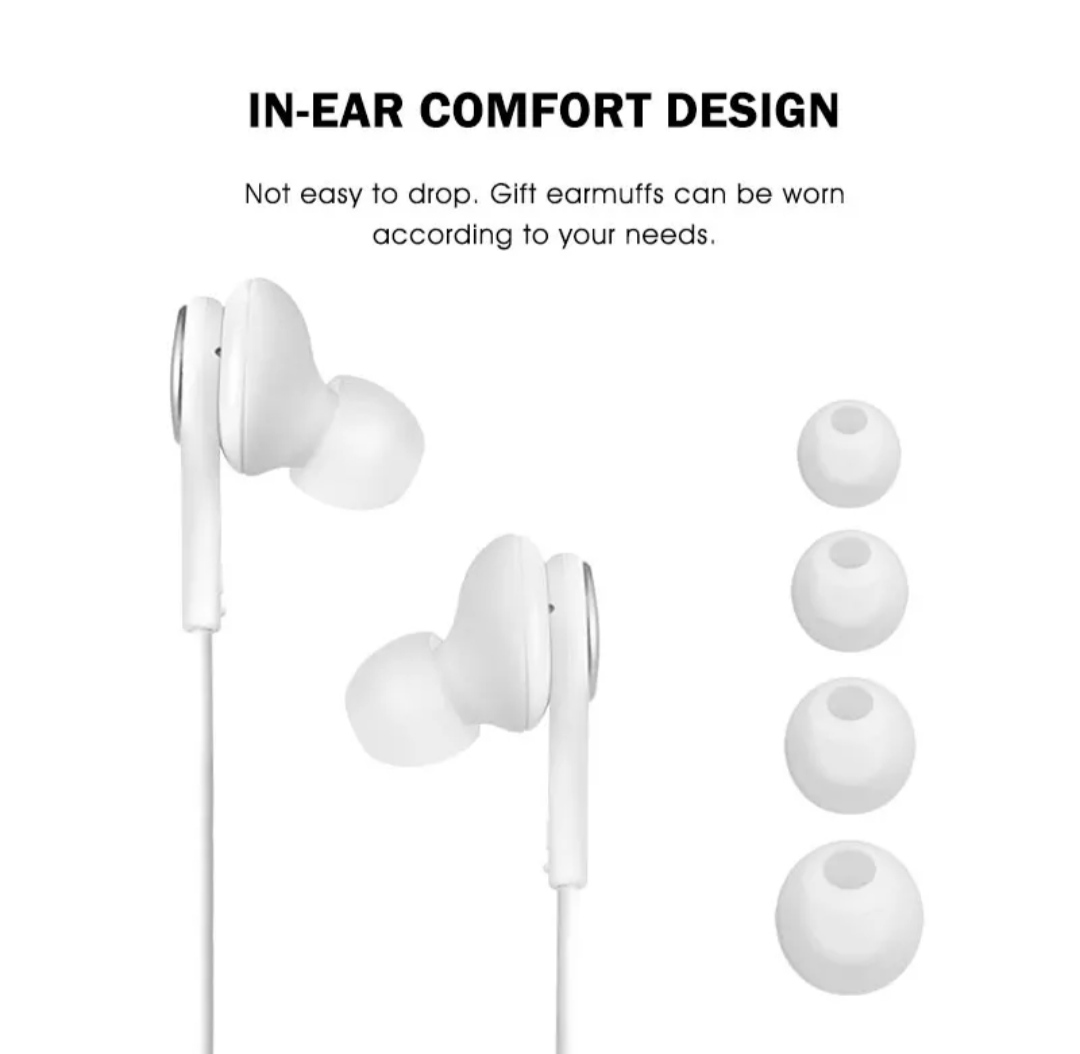 IN-EAR COMFORT DESIGN
Not easy to drop. Gift earmuffs can be worn
according to your needs.